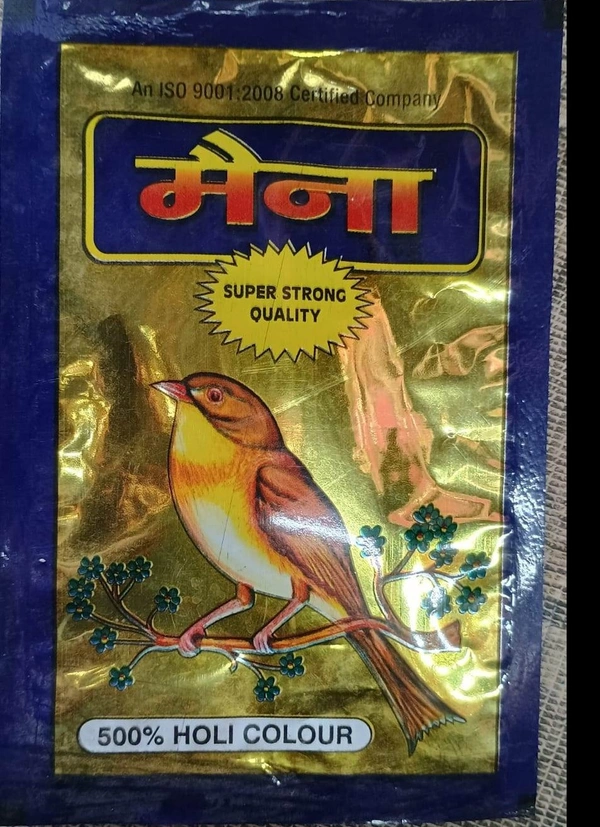 An ISO 9001:2008 Certified Company
मैना
SUPER STRONG
QUALITY
500% HOLI COLOUR